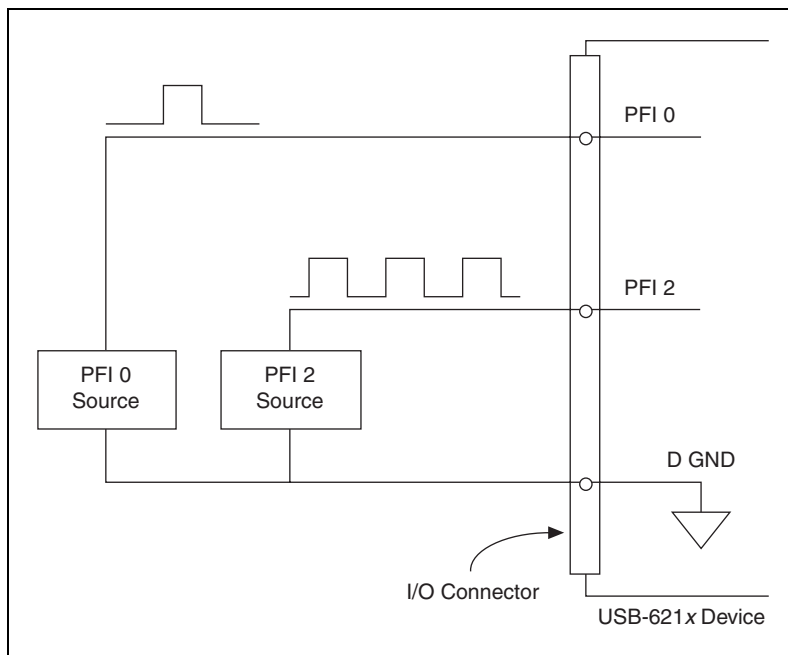 PFI 0
PFI 2
PFI 0
Source
PFI 2
Source
D GND
I/O Connector
USB-621x Device